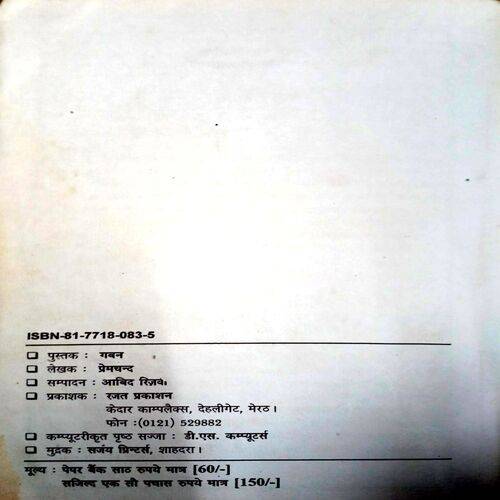 ISBN-81-7718-083-5
❑ पुस्तक : गबन
❑ लेखक : प्रेमचन्द
❑ सम्पादन : आबिद रिज़वी
❑ प्रकाशक : रजत प्रकाशन
केदार काम्पलैक्स, देहलीगेट, मेरठ।
फोन :(0121) 529882
❑ कम्प्यूटरीकृत पृष्ठ सज्जा : डी.एस. कम्प्यूटर्स
❑ मुद्रक : सर्जय प्रिन्टर्स, शाहदरा।
मूल्य : पेपर बैंक साठ रुपये मात्र [60/-]
सजिल्द एक सौ पचास रुपये मात्र [150/-]